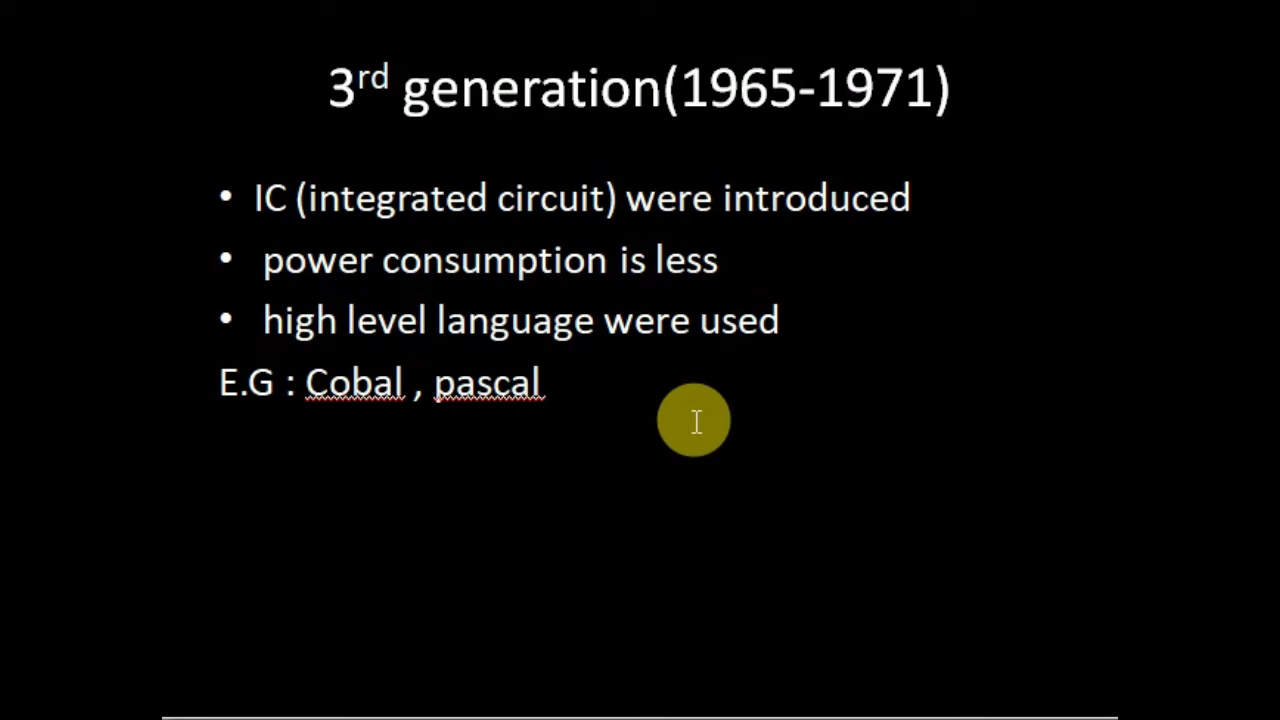 3rd generation(1965-1971)
• IC (integrated circuit) were introduced
• power consumption is less
• high level language were used
E.G : Cobal , pascal